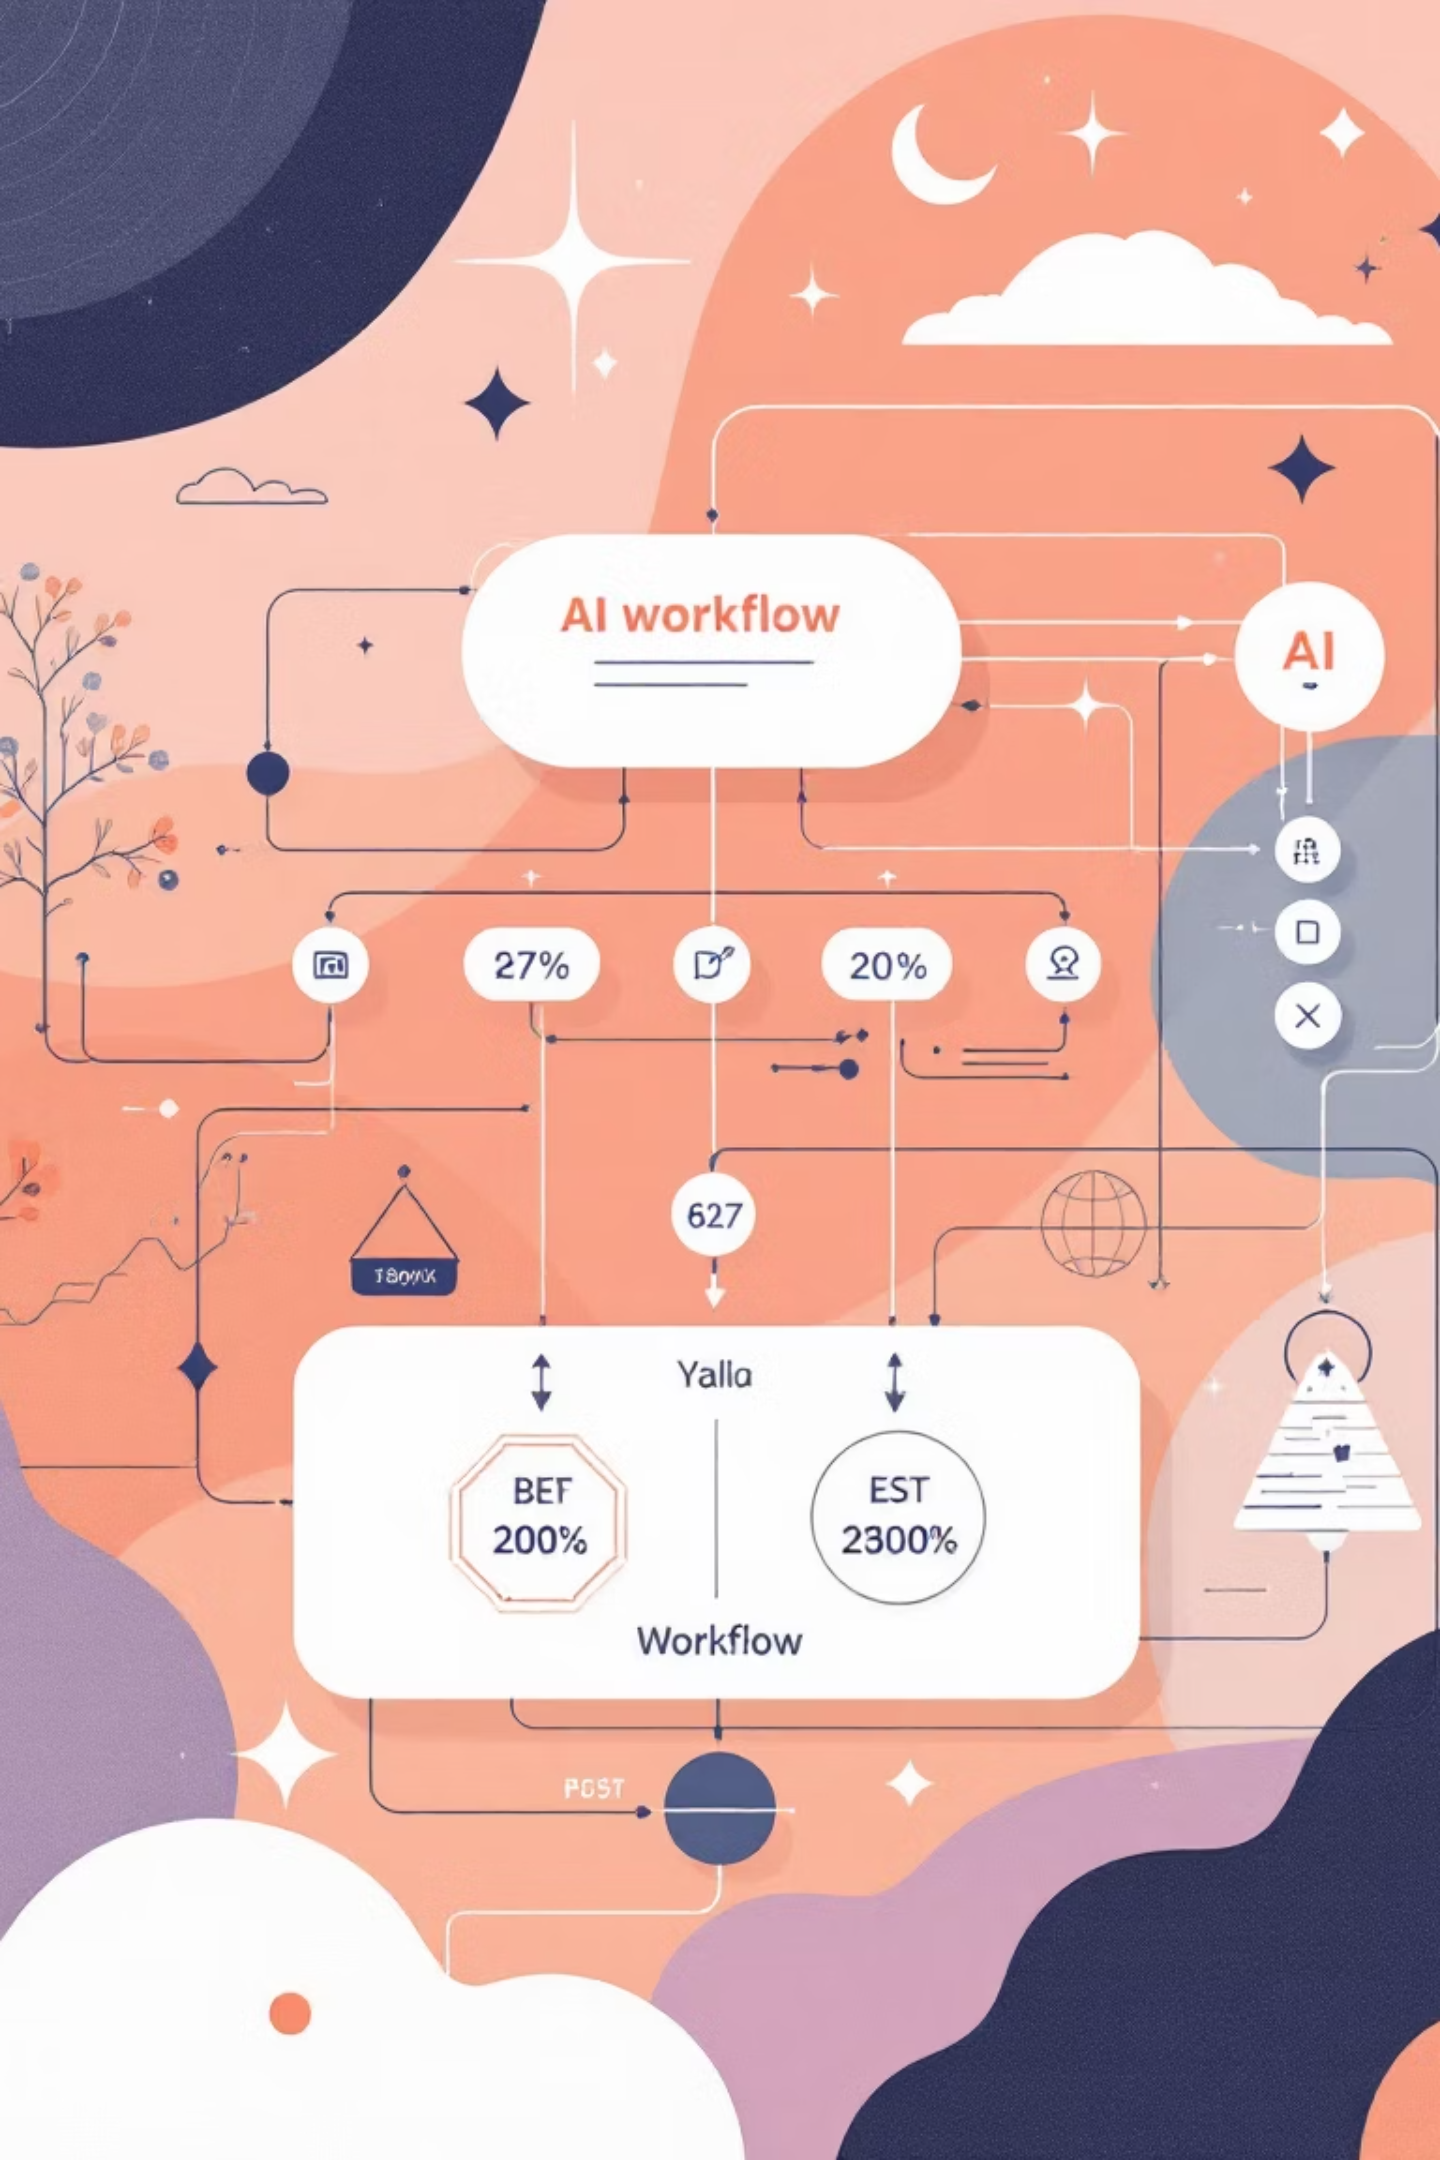 AI workflow
AI
27%
20%
627
Yalla
BEF
200%
EST
2300%
Workflow
POST